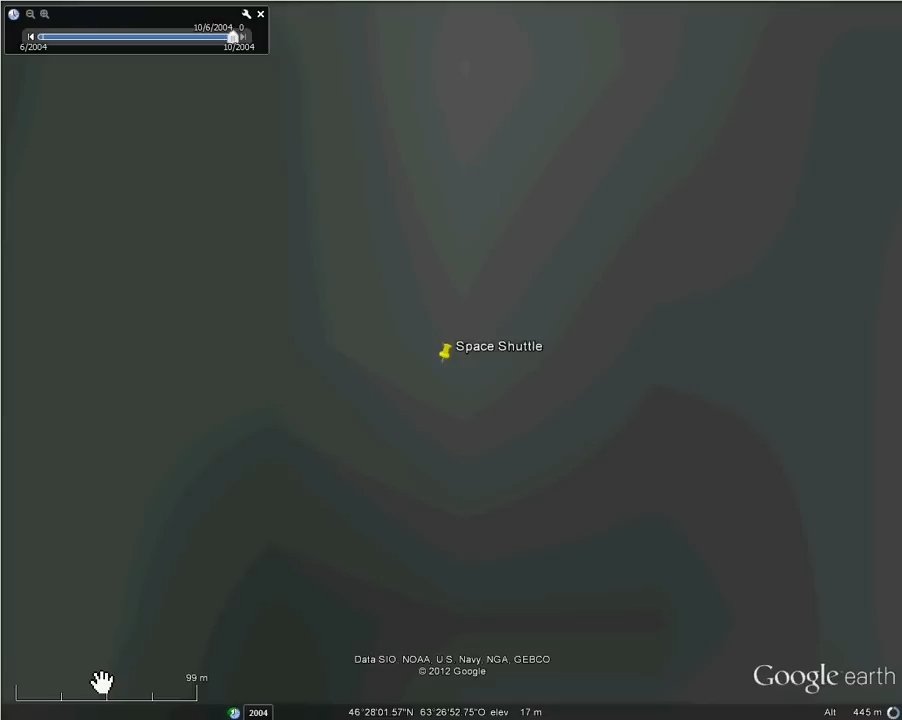 10/6/2004 0
6/2004 10/2004
Space Shuttle
Data SIO, NOAA, U.S. Navy, NGA, GEBCO
© 2012 Google
Google earth
99 m
2004 46°28'01.57"N 63°26'52.75"O elev 17 m Alt 445 m